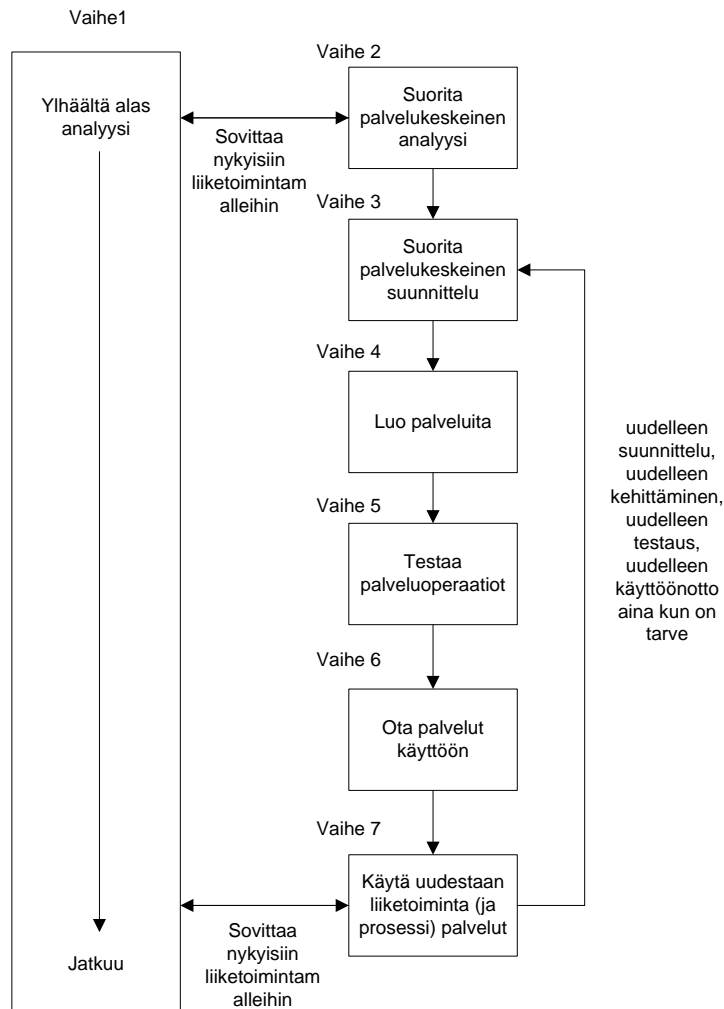 Vaihe1
Ylhäältä alas
analyysi
Jatkuu
Sovittaa
nykyisiin
liiketoimintam
alleihin
Vaihe 2
Suorita
palvelukeskeinen
analyysi
Vaihe 3
Suorita
palvelukeskeinen
suunnittelu
Vaihe 4
Luo palveluita
Vaihe 5
Testaa
palveluoperaatiot
Vaihe 6
Ota palvelut
käyttöön
Vaihe 7
Käytä uudestaan
liiketoiminta (ja
prosessi) palvelut
Sovittaa
nykyisiin
liiketoimintam
alleihin
uudelleen
suunnittelu,
uudelleen
kehittäminen,
uudelleen
testaus,
uudelleen
käyttöönotto
aina kun on
tarve